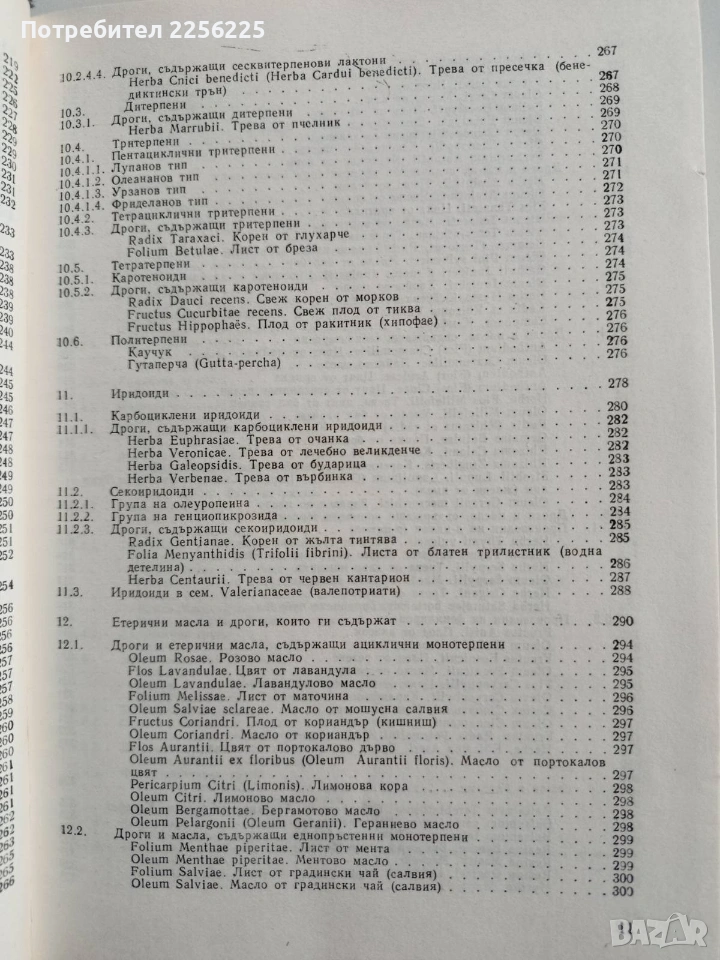 Потребител 2256225
10.2.4.4. Дроги, съдържащи сесквитерпенови лактони 267
Herba Cnici benedicti (Herba Cardui benedicti). Трева от пресечка (бене-
диктински трън) 267
10.3. Дитерпени 268
10.3.1. Дроги, съдържащи дитерпени 269
Herba Marrubii. Трева от пчелник 269
10.4. Тритерпени 270
10.4.1. Пентациклични тритерпени 270
10.4.1.1. Лупанов тип 270
10.4.1.2. Олеананов тип 271
10.4.1.3. Урзанов тип 271
10.4.1.4. Фриделанов тип 272
10.4.2. Тетрациклични тритерпени 273
10.4.3. Дроги, съдържащи тритерпени 273
Radix Taraxaci. Корен от глухарче 273
Folium Betulae. Лист от бреза 274
10.5. Тетратерпени 274
10.5.1. Каротеноиди 274
10.5.2. Дроги, съдържащи каротеноиди 275
Radix Dauci recens. Свеж корен от морков 275
Fructus Cucurbitae recens. Свеж плод от тиква 275
Fructus Hippophaës. Плод от ракитник (хипофае) 276
10.6. Политерпени 276
Каучук 276
Гутаперча (Gutta-percha) 276
11. Иридоиди 278
11.1. Карбоциклени иридоиди 280
11.1.1. Дроги, съдържащи карбоциклени иридоиди 282
Herba Euphrasiae. Трева от очанка 282
Herba Veronicae. Трева от лечебно великденче 282
Herba Galeopsidis. Трева от бударица 283
Herba Verbenae. Трева от върбинка 283
11.2. Секоиридоиди 283
11.2.1. Група на олеуропеина 284
11.2.2. Група на генциопикрозида 284
11.2.3. Дроги, съдържащи секоиридоиди 285
Radix Gentianae. Корен от жълта тинтява 285
Folia Menyanthidis (Trifolii fibrini). Листа от блатен трилистник (водна
детелина) 286
Herba Centaurii. Трева от червен кантарион 287
11.3. Иридоиди в сем. Valerianaceae (валепотриати) 288
12. Етерични масла и дроги, които ги съдържат 290
12.1. Дроги и етерични масла, съдържащи ациклични монотерпени 294
Oleum Rosae. Розово масло 294
Flos Lavandulae. Цвят от лавандула 295
Oleum Lavandulae. Лавандулово масло 295
Folium Melissae. Лист от маточина 296
Oleum Salviae sclareae. Масло от мошусна салвия 296
Fructus Coriandri. Плод от кориандър (кишниш) 297
Oleum Coriandri. Масло от кориандър 297
Flos Aurantii. Цвят от портокалово дърво 297
Oleum Aurantii ex floribus (Oleum Aurantii floris). Масло от портокалов
цвят 297
Pericarpium Citri (Limonis). Лимонова кора 298
Oleum Citri. Лимоново масло 298
Oleum Bergamottae. Бергамотово масло 298
Oleum Pelargonii (Oleum Geranii). Гераниево масло 298
12.2. Дроги и масла, съдържащи еднопръстенни монотерпени 299
Folium Menthae piperitae. Лист от мента 299
Oleum Menthae piperitae. Ментово масло 299
Folium Salviae. Лист от градински чай (салвия) 300
Oleum Salviae. Масло от градински чай (салвия) 300
11
BAZAR